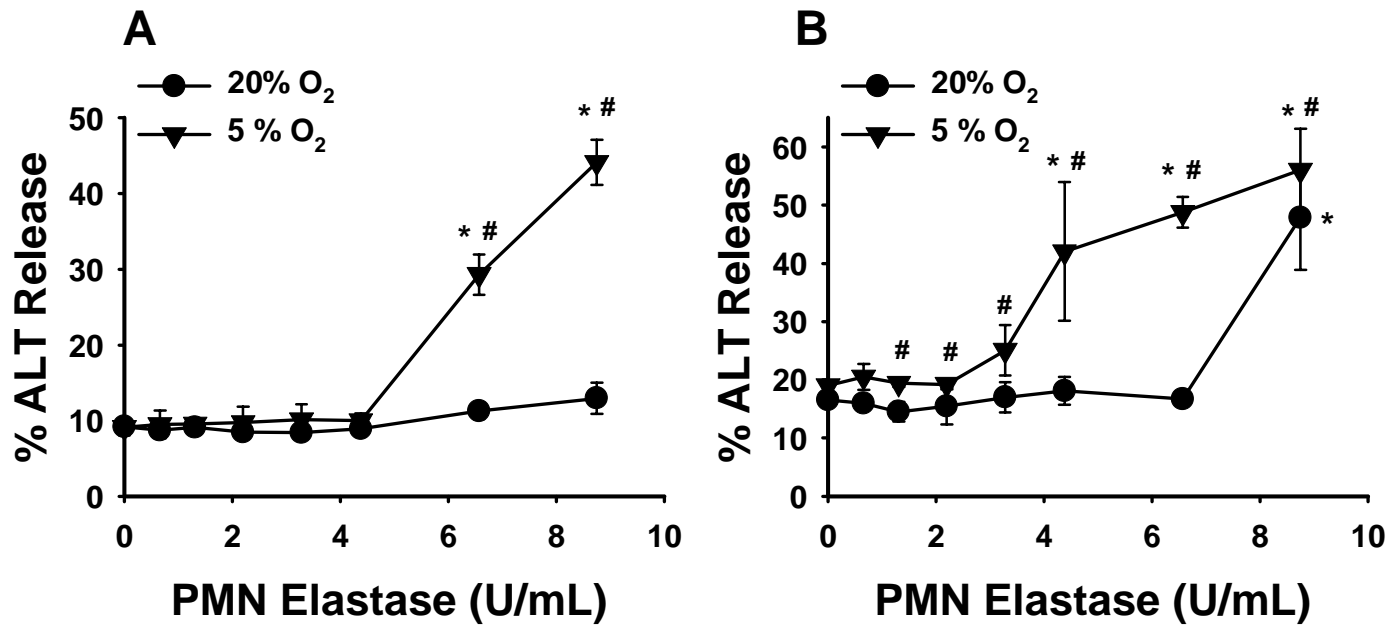 A
20% O₂
5 % O₂
* #
* #
50
40
30
20
10
0
0 2 4 6 8 10
% ALT Release
PMN Elastase (U/mL)
B
20% O₂
5 % O₂
* #
* #
* #
*
#
# #
60
50
40
30
20
10
0
0 2 4 6 8 10
% ALT Release
PMN Elastase (U/mL)